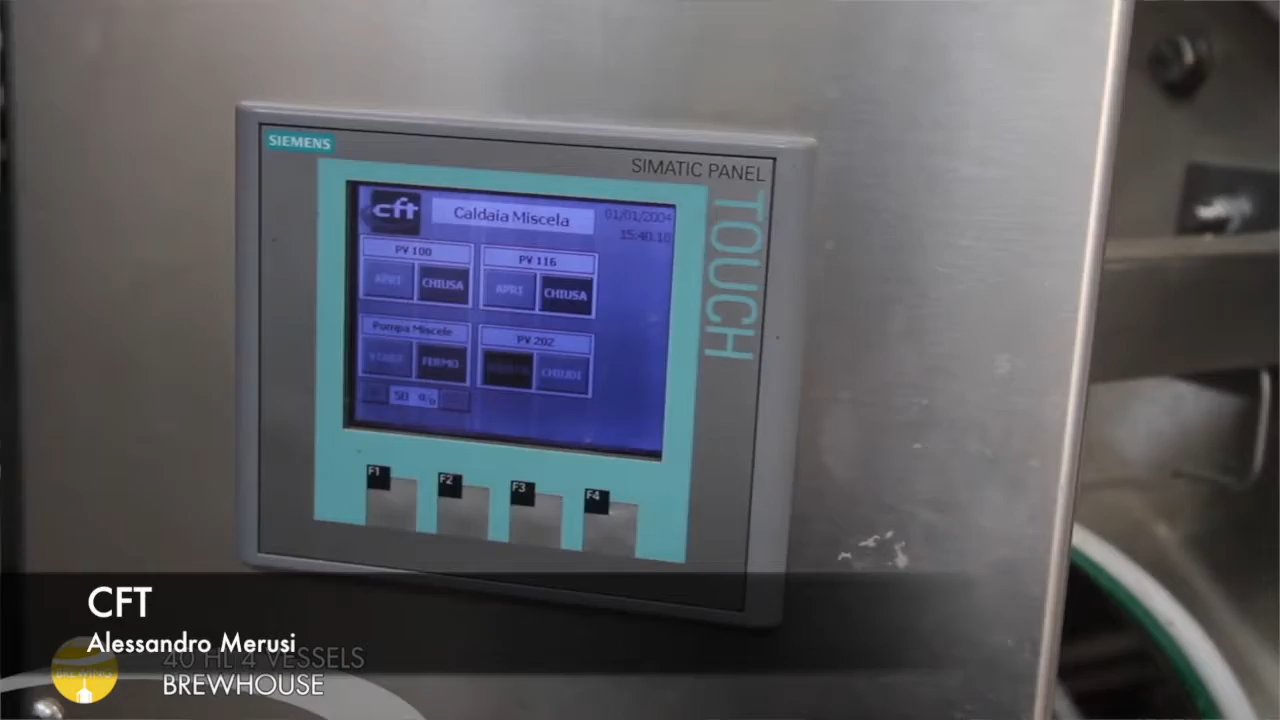 SIEMENS
SIMATIC PANEL
TOUCH
cft
Caldaia Miscela
01/01/2004
15:40.10
PV 100
APRI
CHIUSA
PV 116
APRI
CHIUSA
Pompa Miscele
START
FERMO
50 %
PV 202
CHIUDI
F1
F2
F3
F4
CFT
Alessandro Merusi
40 HL 4 VESSELS
BREWHOUSE